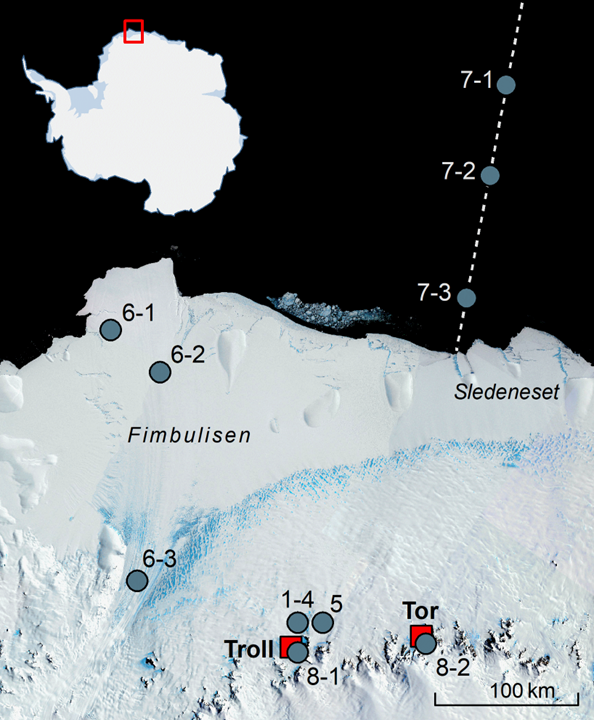 7-1
7-2
7-3
6-1
6-2
Sledeneset
Fimbulisen
6-3
1-4 5
Tor
Troll
8-1
8-2
100 km